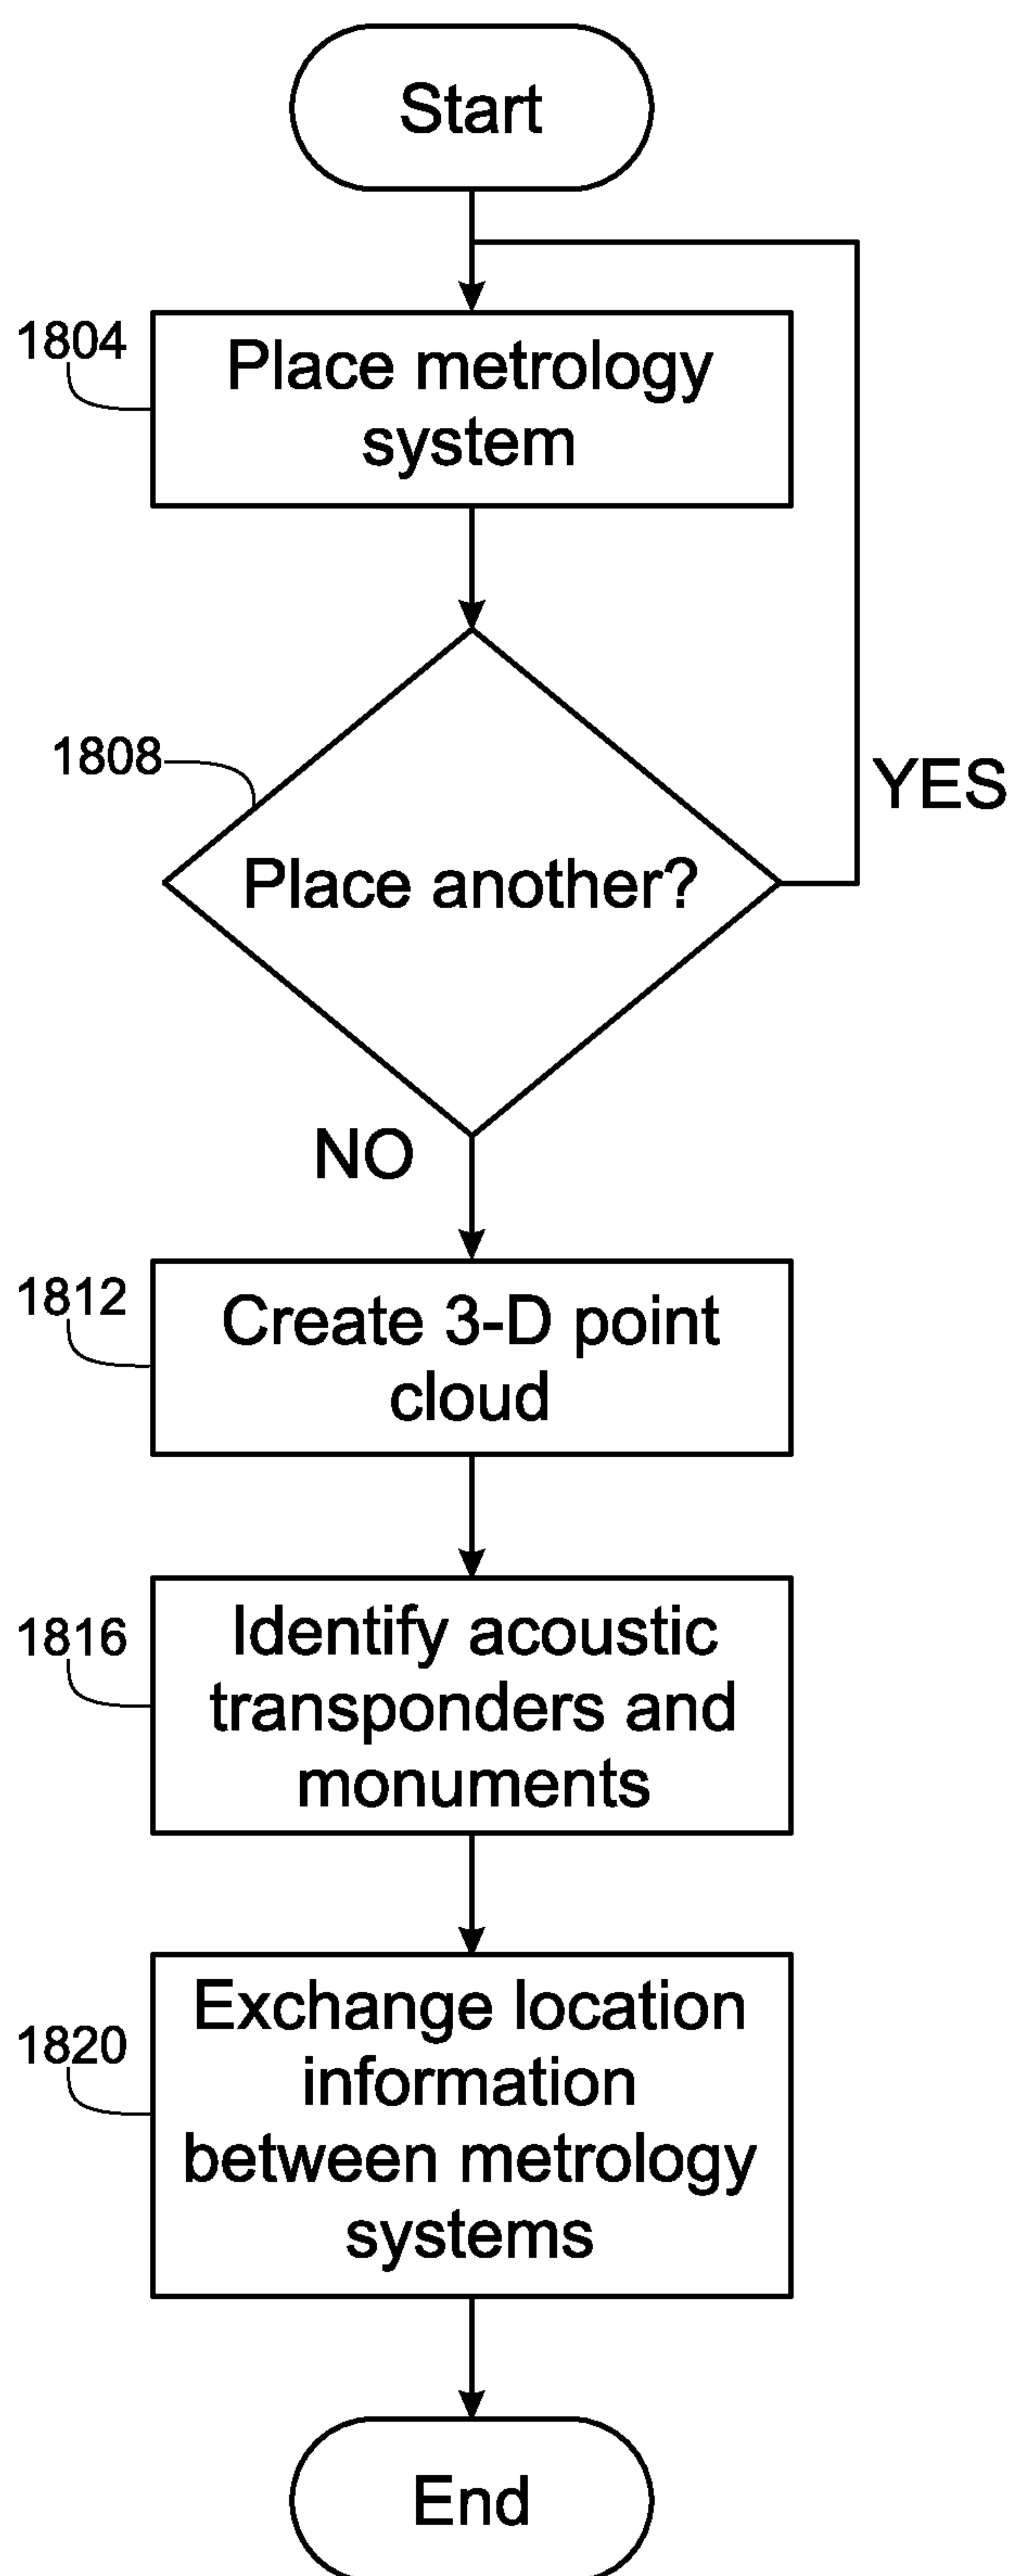 Start
1804
Place metrology
system
1808
Place another?
YES
NO
1812
Create 3-D point
cloud
1816
Identify acoustic
transponders and
monuments
1820
Exchange location
information
between metrology
systems
End